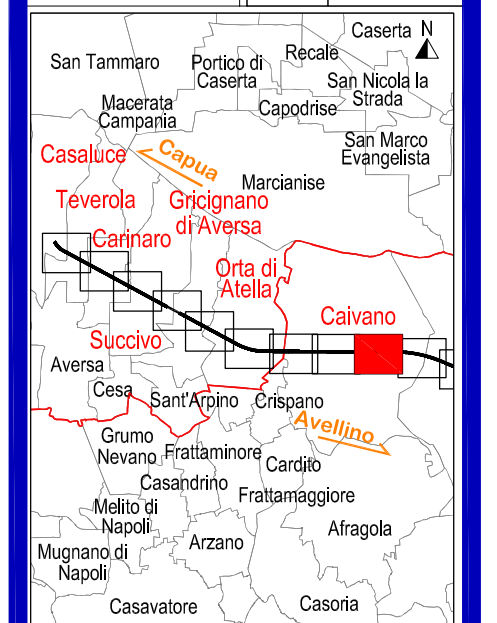 Caserta
N
Recale
San Tammaro
Portico di
Caserta
San Nicola la
Strada
Macerata
Campania
Capodrise
San Marco
Evangelista
Casaluce
Capua
Marcianise
Teverola
Gricignano
di Aversa
Carinaro
Orta di
Atella
Caivano
Succivo
Aversa
Cesa
Sant'Arpino
Crispano
Avellino
Grumo
Nevano
Frattaminore
Cardito
Casandrino
Frattamaggiore
Melito di
Napoli
Afragola
Arzano
Mugnano di
Napoli
Casavatore
Casoria